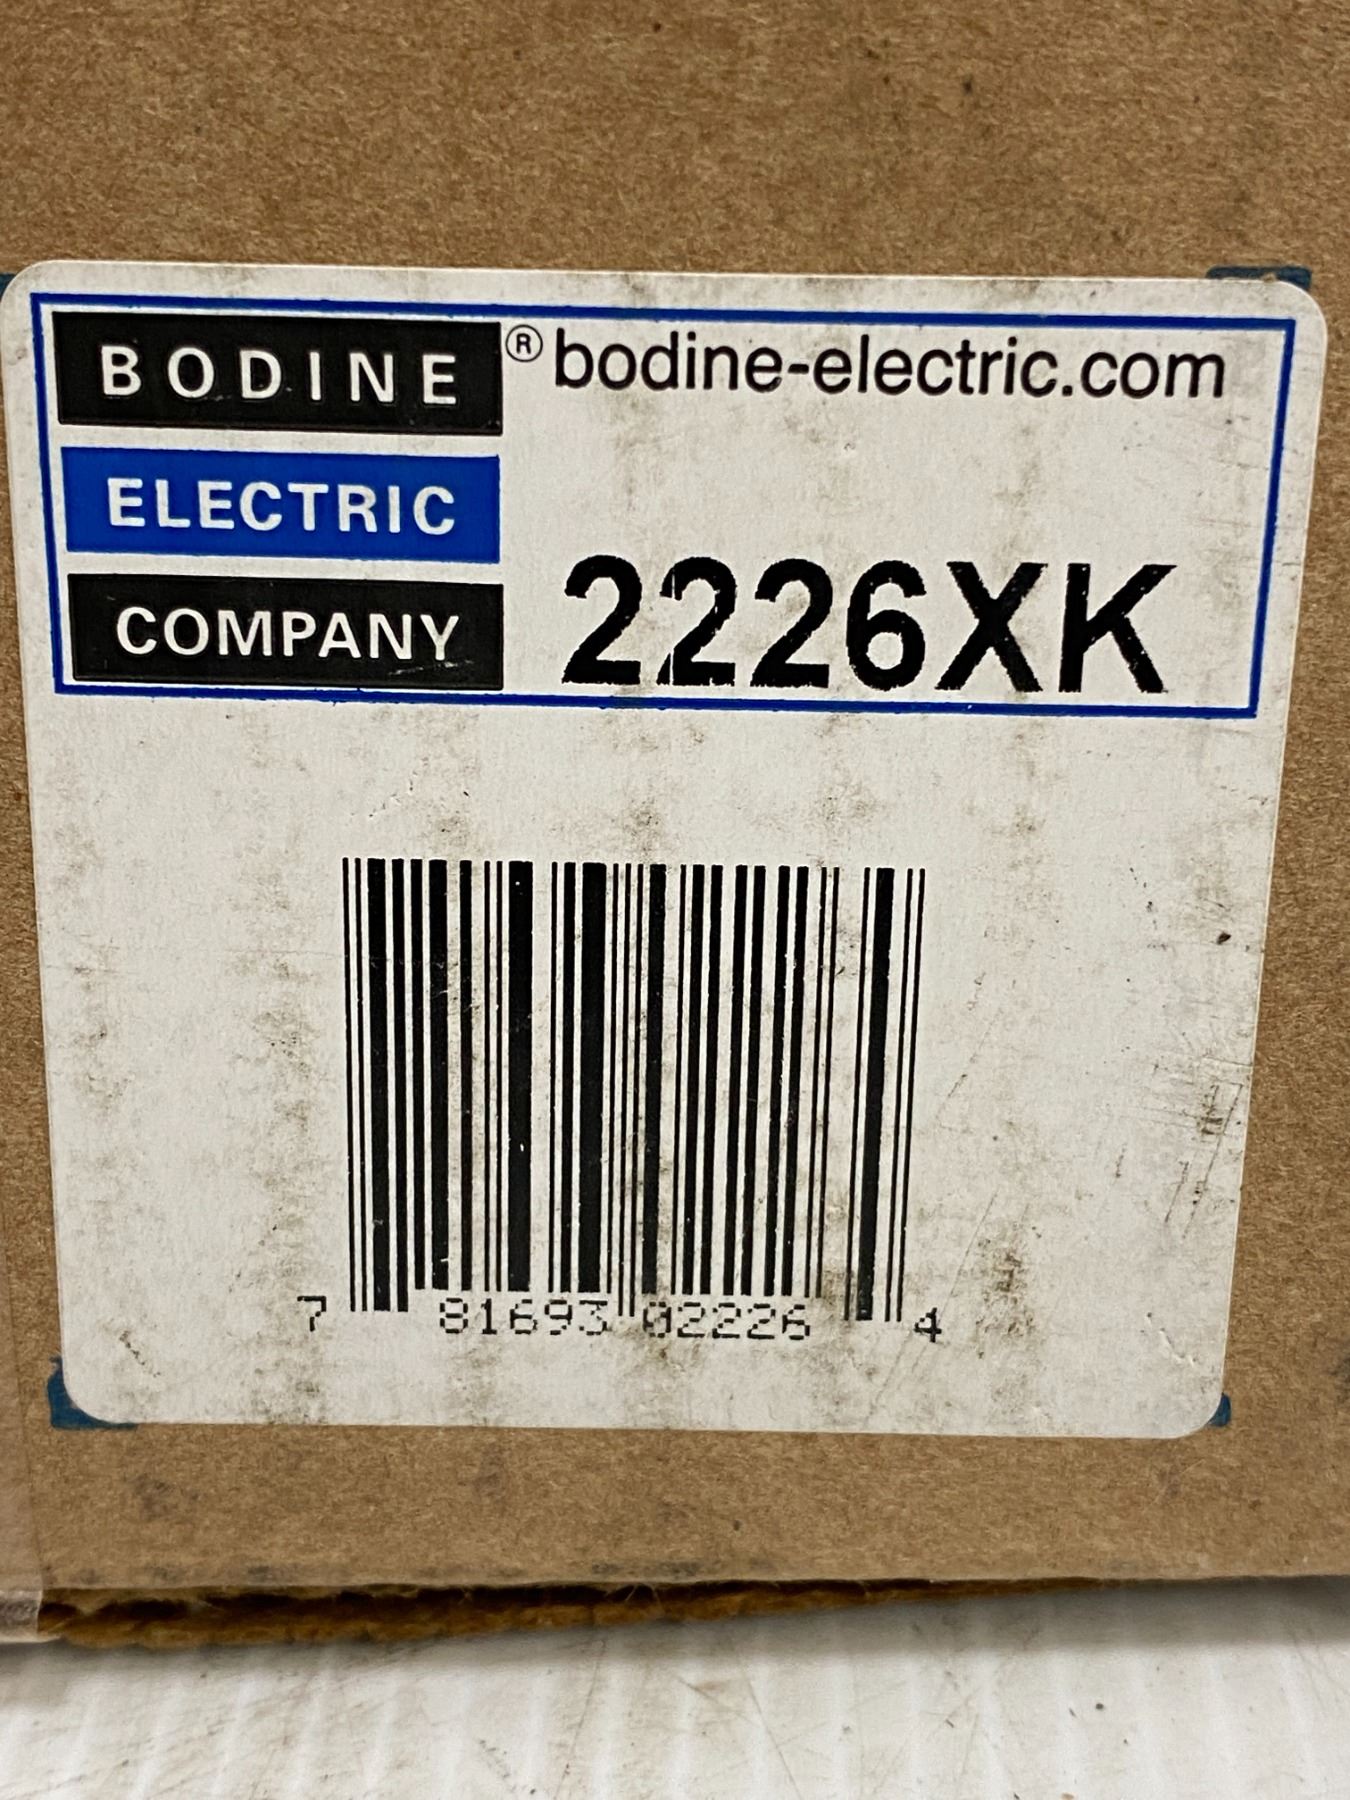 BODINE ® bodine-electric.com
ELECTRIC
COMPANY 2226XK
7 81693 02226 4